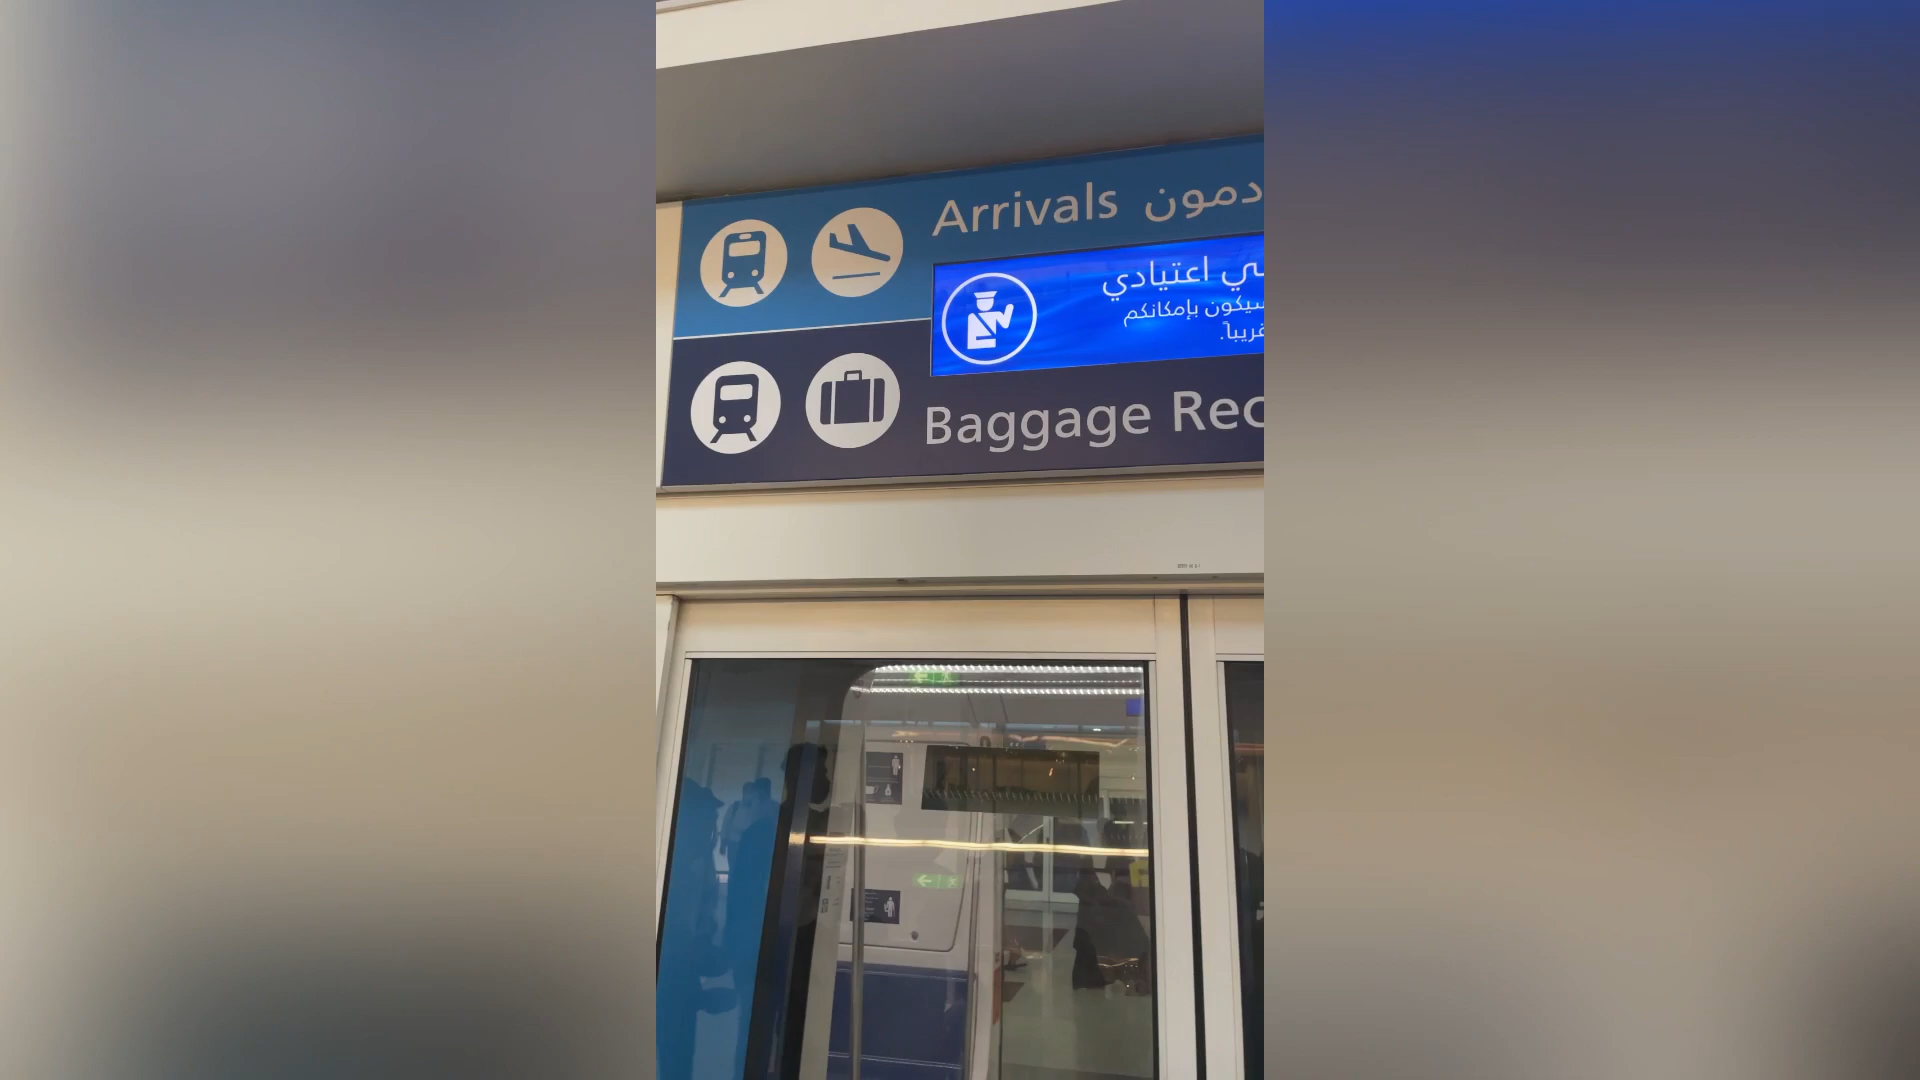 Arrivals دمون
ي اعتيادي
سيكون بإمكانكم
قريباً.
Baggage Rec